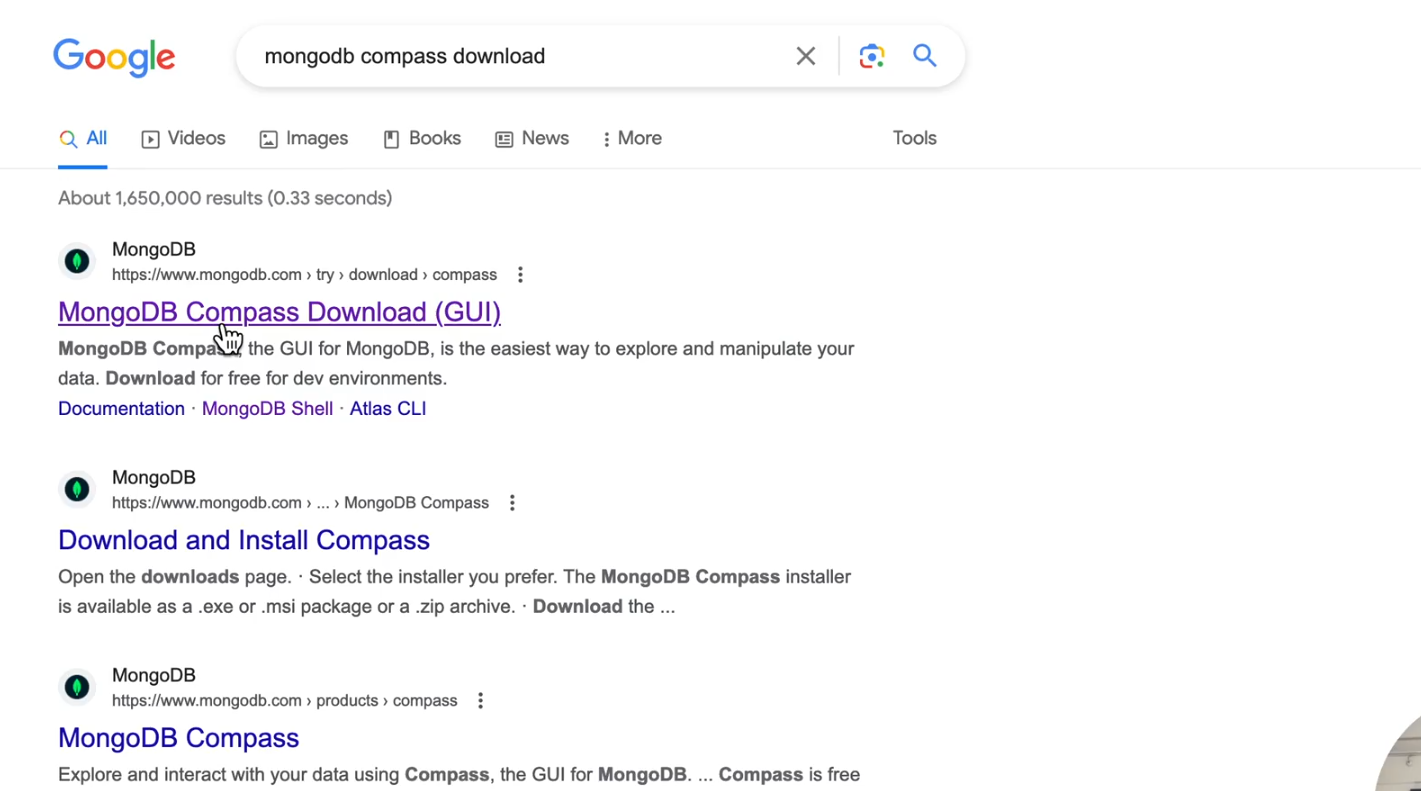 Google
mongodb compass download
All
Videos
Images
Books
News
More
Tools
About 1,650,000 results (0.33 seconds)
MongoDB
https://www.mongodb.com › try › download › compass
MongoDB Compass Download (GUI)
MongoDB Compass, the GUI for MongoDB, is the easiest way to explore and manipulate your
data. Download for free for dev environments.
Documentation · MongoDB Shell · Atlas CLI
MongoDB
https://www.mongodb.com › ... › MongoDB Compass
Download and Install Compass
Open the downloads page. · Select the installer you prefer. The MongoDB Compass installer
is available as a .exe or .msi package or a .zip archive. · Download the ...
MongoDB
https://www.mongodb.com › products › compass
MongoDB Compass
Explore and interact with your data using Compass, the GUI for MongoDB. ... Compass is free